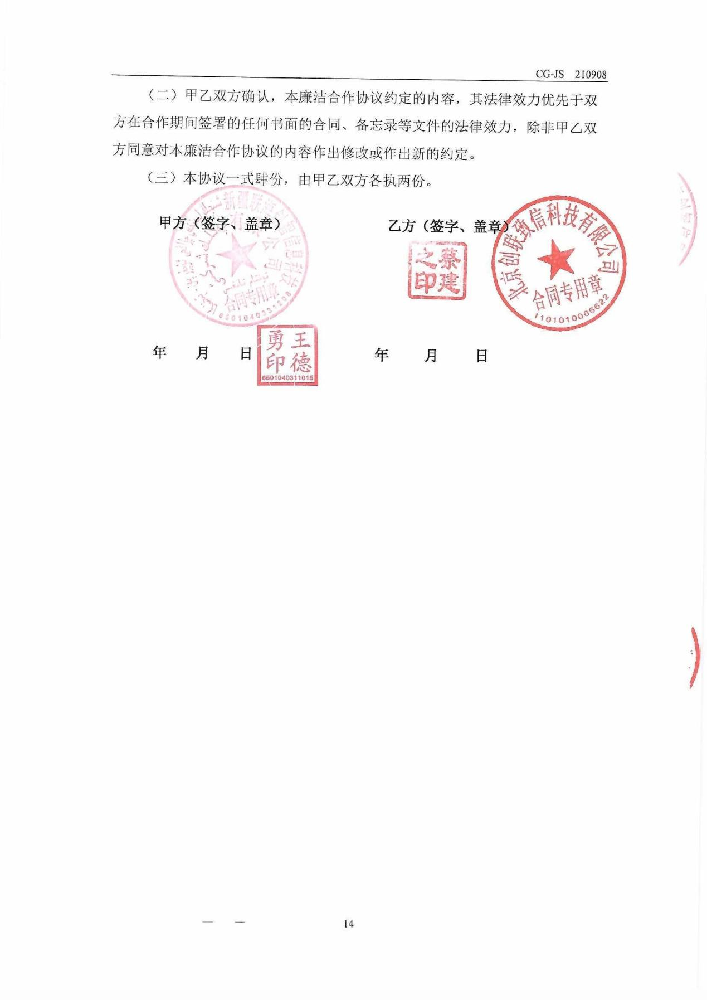 CG-JS 210908
（二）甲乙双方确认，本廉洁合作协议约定的内容，其法律效力优先于双
方在合作期间签署的任何书面的合同、备忘录等文件的法律效力，除非甲乙双
方同意对本廉洁合作协议的内容作出修改或作出新的约定。
（三）本协议一式肆份，由甲乙双方各执两份。
甲方（签字、盖章）
乙方（签字、盖章）
有限公司
合同专用章
6501040331208
蔡建之印
北京创联致信科技有限公司
合同专用章
1101010066622
年 月 日
王德勇印
6501040311015
年 月 日
14